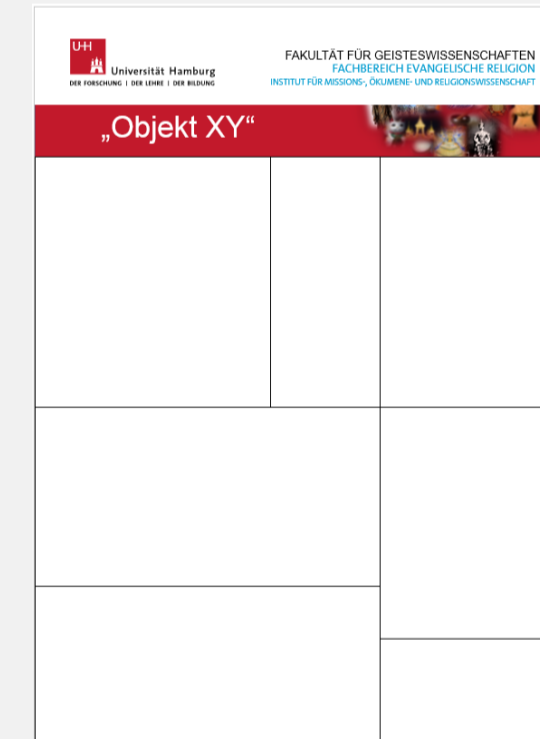 UH
Universität Hamburg
DER FORSCHUNG | DER LEHRE | DER BILDUNG
FAKULTÄT FÜR GEISTESWISSENSCHAFTEN
FACHBEREICH EVANGELISCHE RELIGION
INSTITUT FÜR MISSIONS-, ÖKUMENE- UND RELIGIONSWISSENSCHAFT
„Objekt XY“